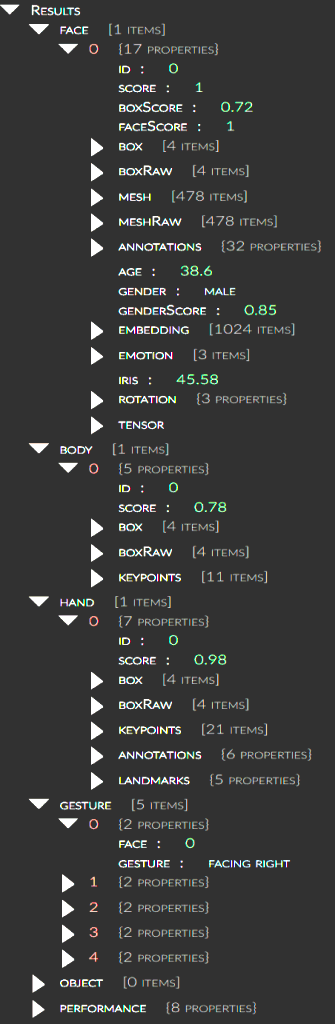 Results
face [1 items]
0 {17 properties}
id : 0
score : 1
boxScore : 0.72
faceScore : 1
box [4 items]
boxRaw [4 items]
mesh [478 items]
meshRaw [478 items]
annotations {32 properties}
age : 38.6
gender : male
genderScore : 0.85
embedding [1024 items]
emotion [3 items]
iris : 45.58
rotation {3 properties}
tensor
body [1 items]
0 {5 properties}
id : 0
score : 0.78
box [4 items]
boxRaw [4 items]
keypoints [11 items]
hand [1 items]
0 {7 properties}
id : 0
score : 0.98
box [4 items]
boxRaw [4 items]
keypoints [21 items]
annotations {6 properties}
landmarks {5 properties}
gesture [5 items]
0 {2 properties}
face : 0
gesture : facing right
1 {2 properties}
2 {2 properties}
3 {2 properties}
4 {2 properties}
object [0 items]
performance {8 properties}